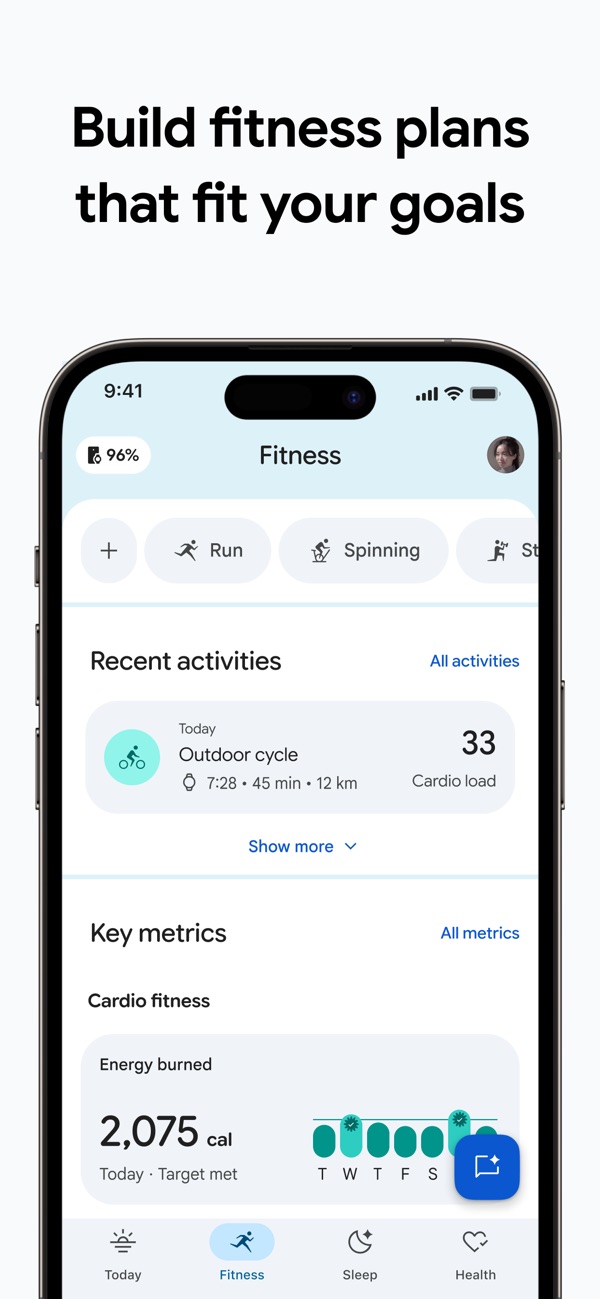 Build fitness plans
that fit your goals
9:41
96%
Fitness
Run
Spinning
St
Recent activities
All activities
Today
Outdoor cycle
7:28 • 45 min • 12 km
33
Cardio load
Show more
Key metrics
All metrics
Cardio fitness
Energy burned
2,075 cal
Today · Target met
T W T F S
Today
Fitness
Sleep
Health